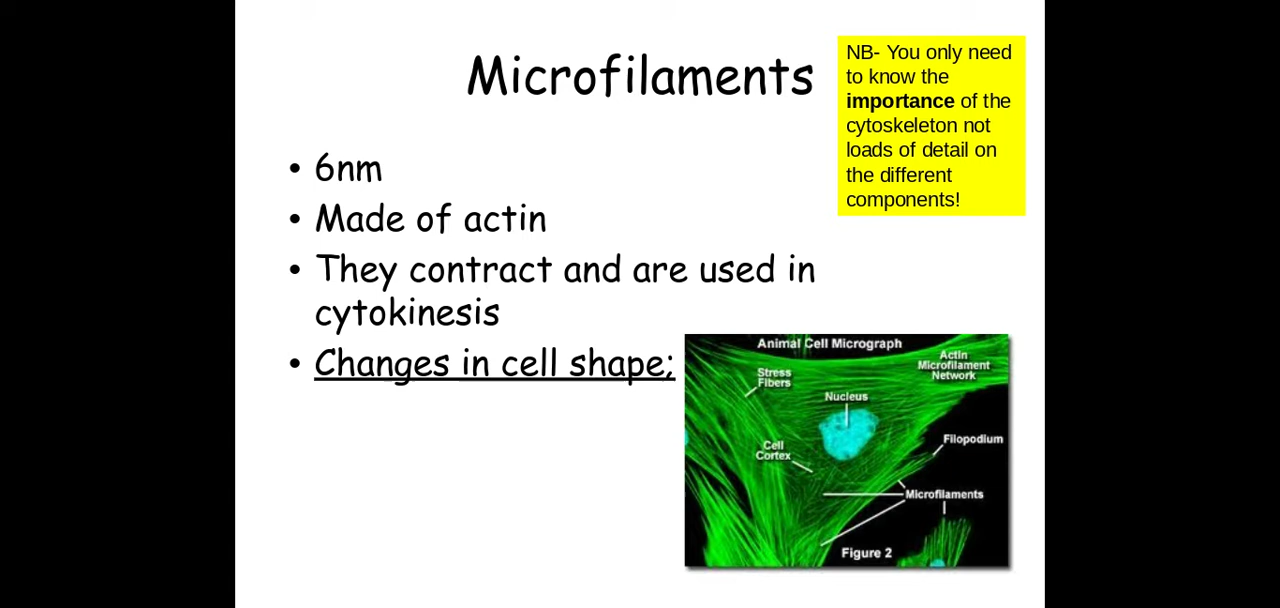 Microfilaments
NB- You only need
to know the
importance of the
cytoskeleton not
loads of detail on
the different
components!
• 6nm
• Made of actin
• They contract and are used in
cytokinesis
• Changes in cell shape;
Animal Cell Micrograph
Stress
Fibers
Actin
Microfilament
Network
Nucleus
Cell
Cortex
Filopodium
Microfilaments
Figure 2